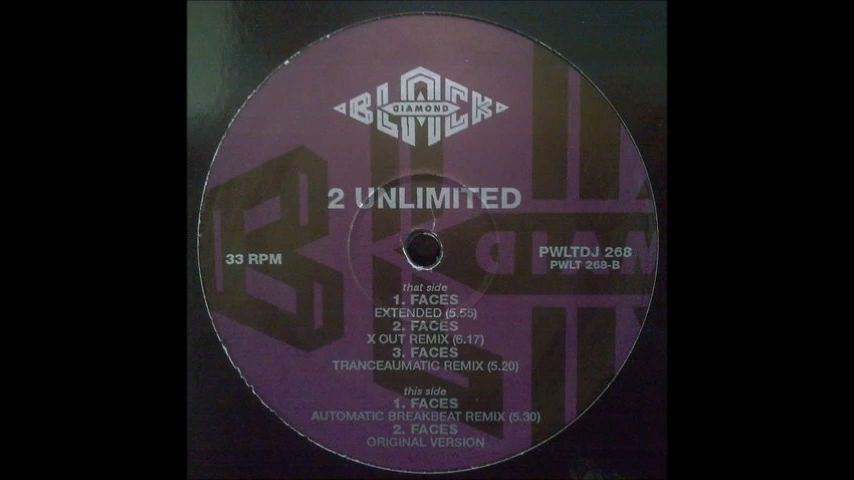 BLACK
DIAMOND
2 UNLIMITED
33 RPM
PWLTDJ 268
PWLT 268-B
that side
1. FACES
EXTENDED (5.55)
2. FACES
X OUT REMIX (6.17)
3. FACES
TRANCEAUMATIC REMIX (5.20)
this side
1. FACES
AUTOMATIC BREAKBEAT REMIX (5.30)
2. FACES
ORIGINAL VERSION